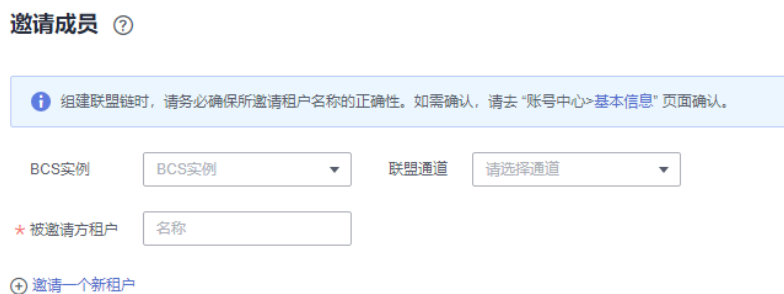 邀请成员 ?
组建联盟链时，请务必确保所邀请租户名称的正确性。如需确认，请去 “账号中心>基本信息” 页面确认。
BCS实例 BCS实例 联盟通道 请选择通道
* 被邀请方租户 名称
邀请一个新租户